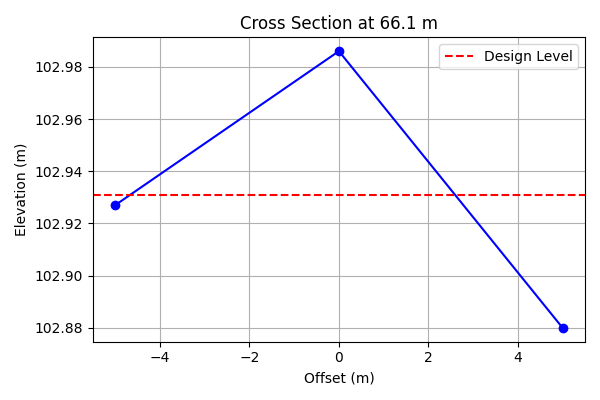 Cross Section at 66.1 m
Design Level
102.98
102.96
102.94
102.92
102.90
102.88
Elevation (m)
−4
−2
0
2
4
Offset (m)